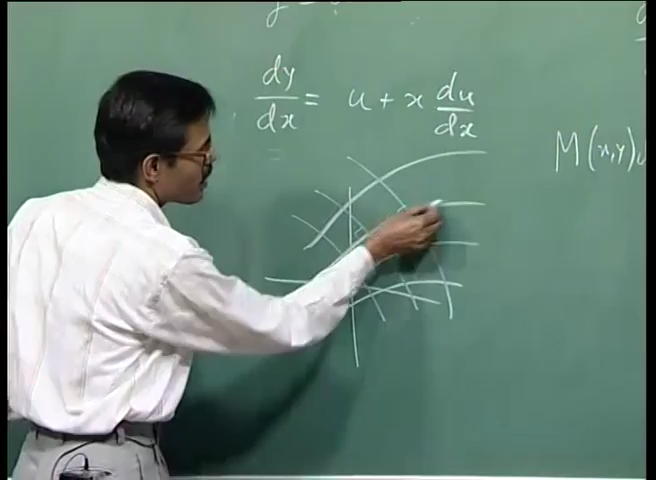 dy/dx = u + x du/dx
M(x,y)